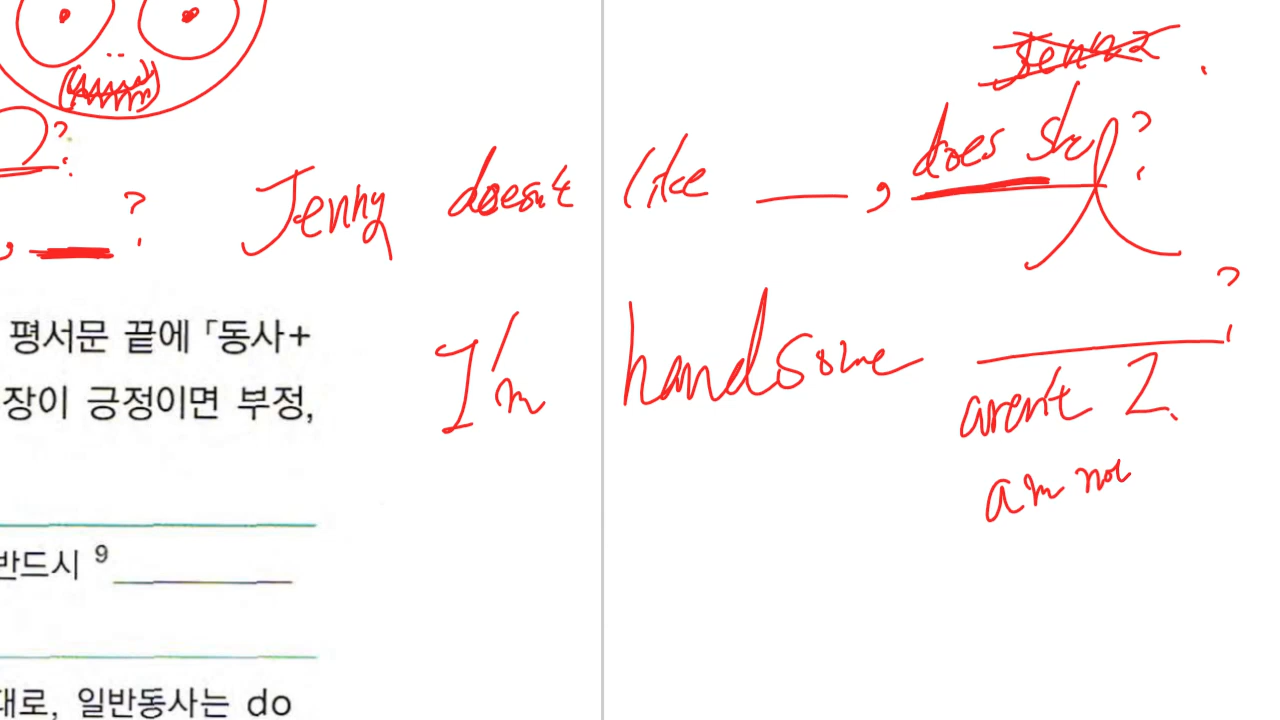 Jenny
?
? Jenny doesn't like ___, does she?
평서문 끝에 「동사+
장이 긍정이면 부정,
I'm handsome ___?
aren't I.
am not
반드시 9
대로, 일반동사는 do